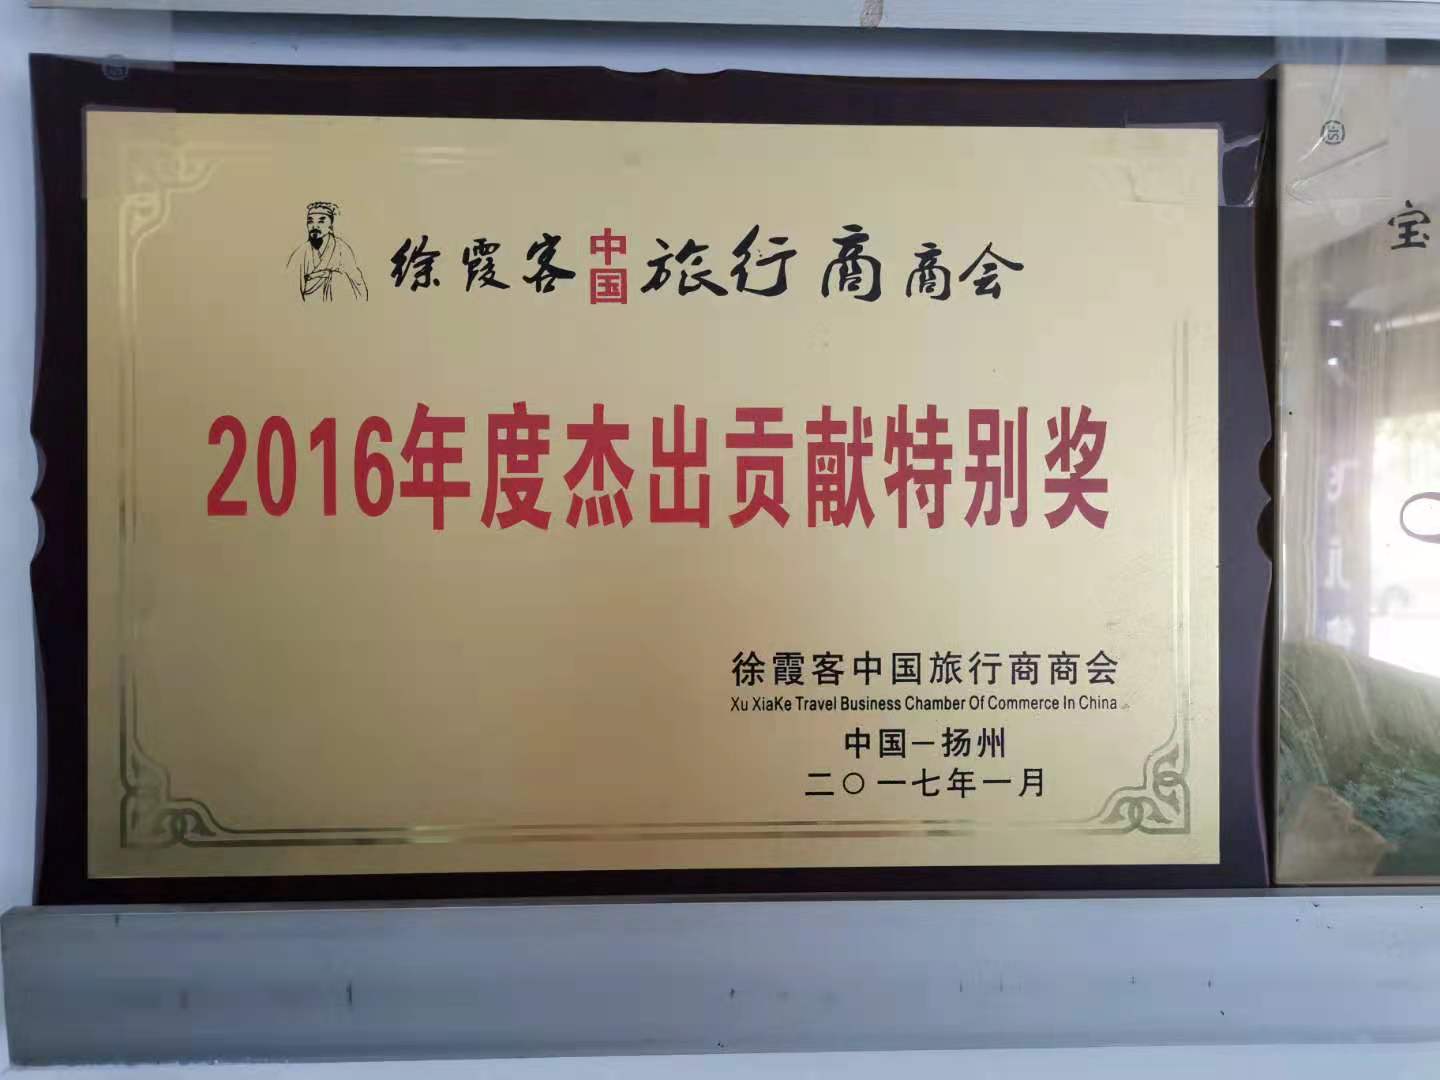 徐霞客中国旅行商商会
2016年度杰出贡献特别奖
徐霞客中国旅行商商会
Xu XiaKe Travel Business Chamber Of Commerce In China
中国－扬州
二〇一七年一月
宝